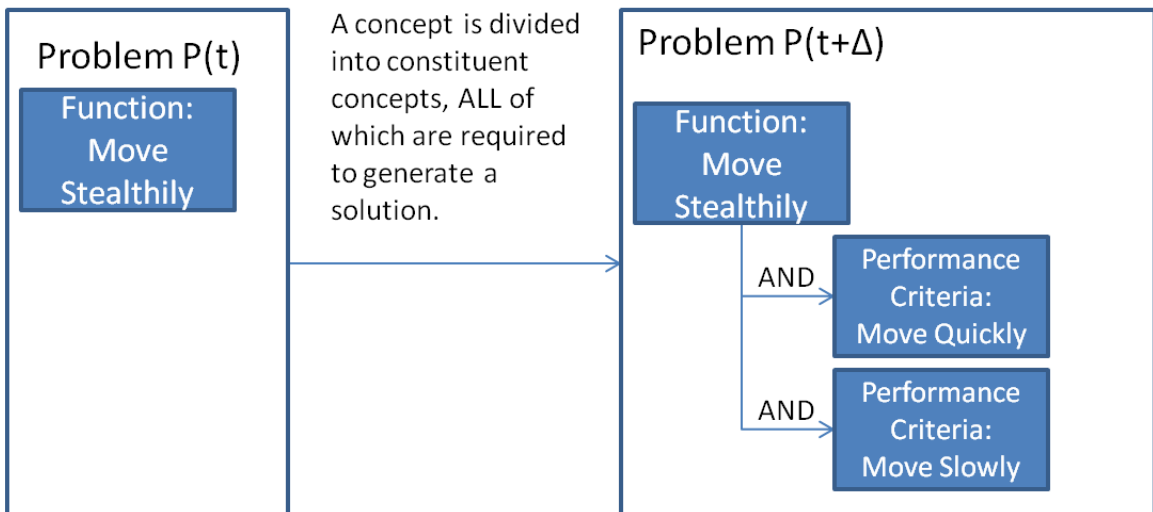 Problem P(t)
Function:
Move
Stealthily
A concept is divided
into constituent
concepts, ALL of
which are required
to generate a
solution.
Problem P(t+Δ)
Function:
Move
Stealthily
AND
Performance
Criteria:
Move Quickly
AND
Performance
Criteria:
Move Slowly